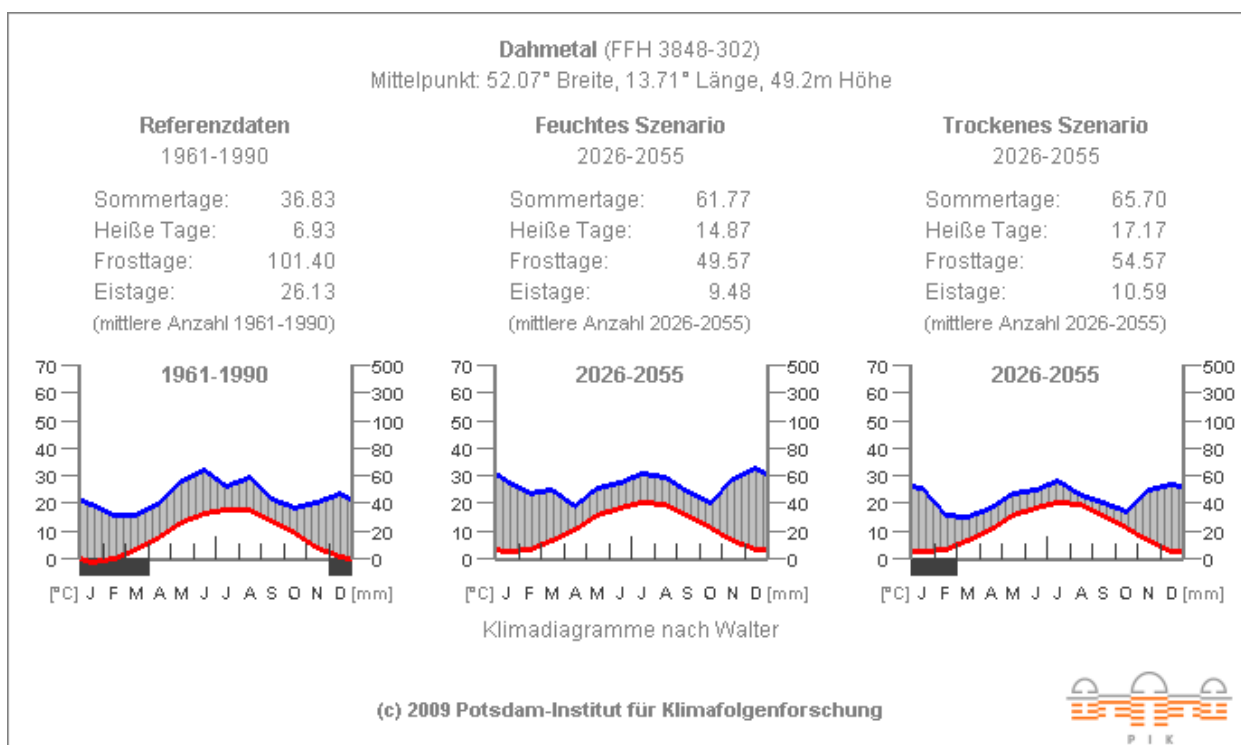 Dahmetal (FFH 3848-302)
Mittelpunkt: 52.07° Breite, 13.71° Länge, 49.2m Höhe
Referenzdaten
1961-1990
Sommertage: 36.83
Heiße Tage: 6.93
Frosttage: 101.40
Eistage: 26.13
(mittlere Anzahl 1961-1990)
Feuchtes Szenario
2026-2055
Sommertage: 61.77
Heiße Tage: 14.87
Frosttage: 49.57
Eistage: 9.48
(mittlere Anzahl 2026-2055)
Trockenes Szenario
2026-2055
Sommertage: 65.70
Heiße Tage: 17.17
Frosttage: 54.57
Eistage: 10.59
(mittlere Anzahl 2026-2055)
1961-1990
70 500
60 300
50 100
40 80
30 60
20 40
10 20
0 0
[°C] J F M A M J J A S O N D [mm]
2026-2055
70 500
60 300
50 100
40 80
30 60
20 40
10 20
0 0
[°C] J F M A M J J A S O N D [mm]
2026-2055
70 500
60 300
50 100
40 80
30 60
20 40
10 20
0 0
[°C] J F M A M J J A S O N D [mm]
Klimadiagramme nach Walter
(c) 2009 Potsdam-Institut für Klimafolgenforschung
P I K